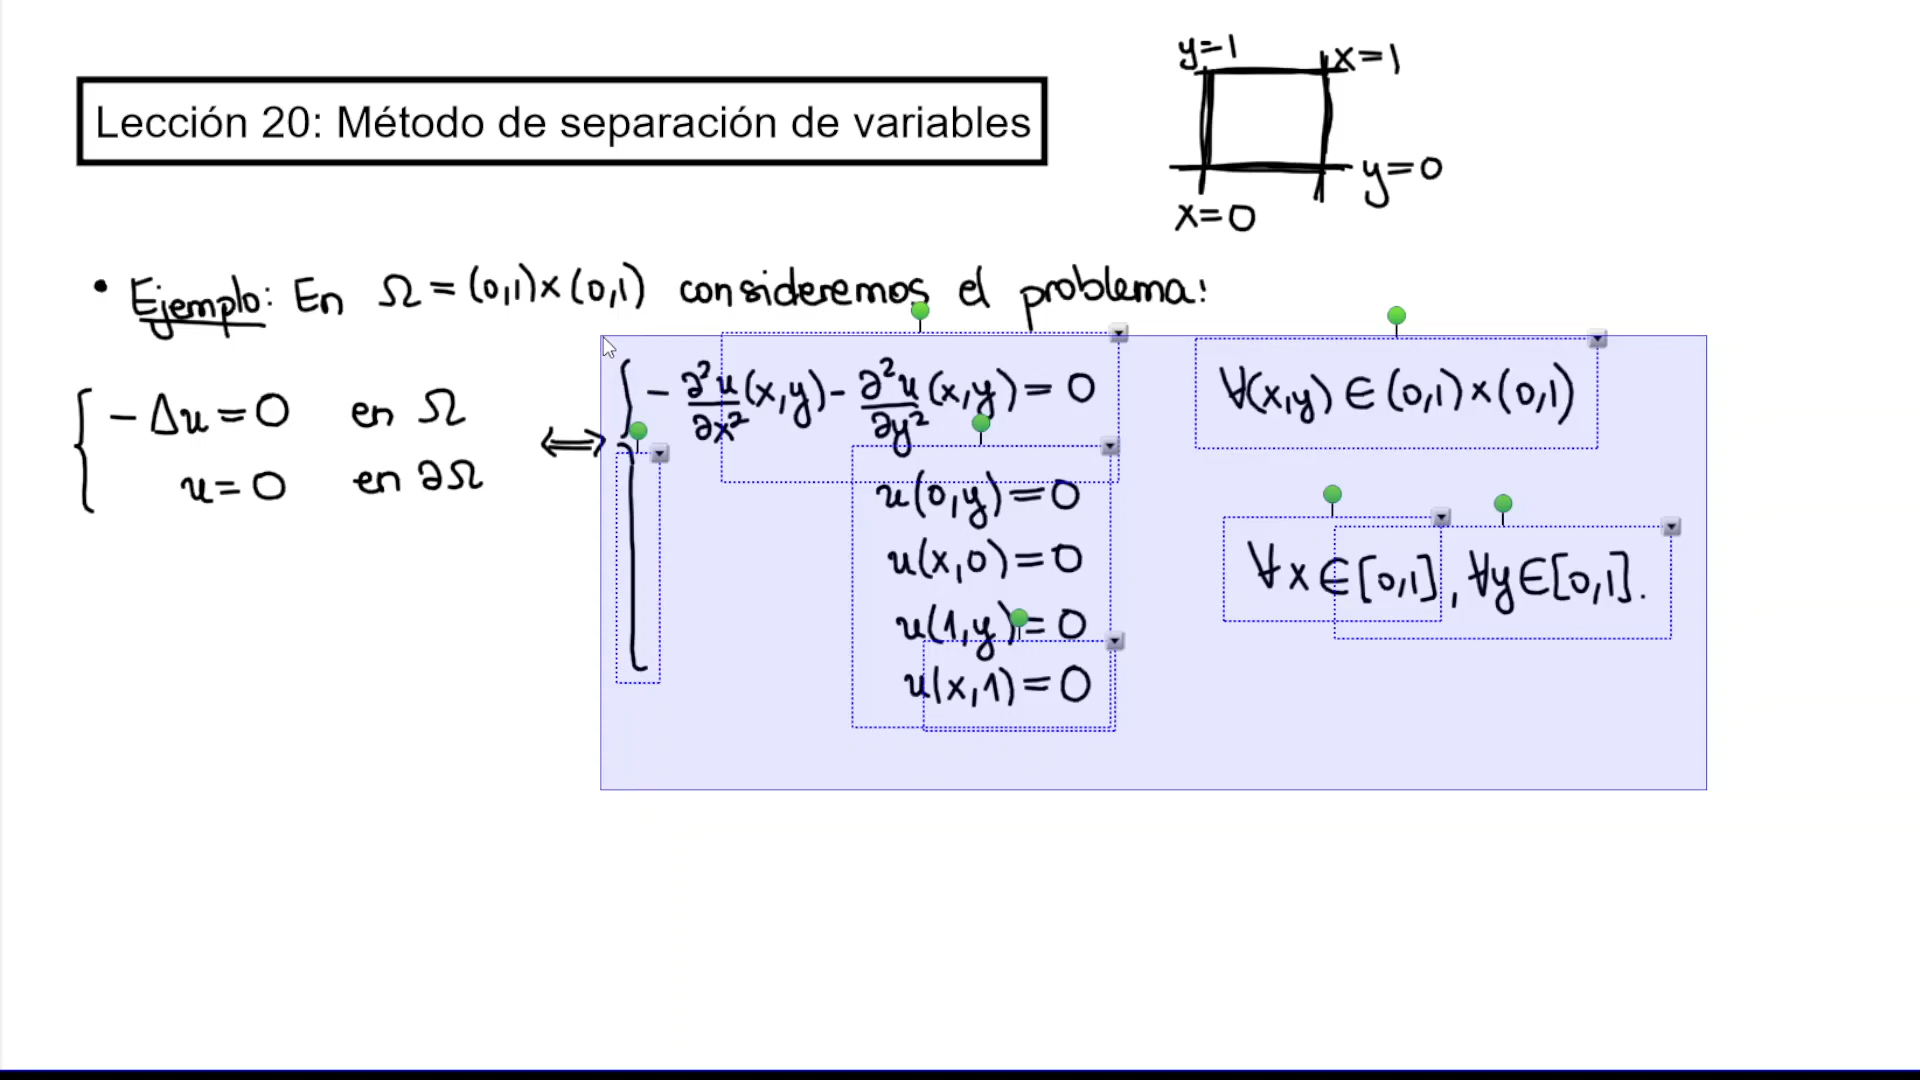 y=1
x=1
Lección 20: Método de separación de variables
y=0
x=0
• Ejemplo: En Ω = (0,1)×(0,1) consideremos el problema:
{ -Δu = 0 en Ω
u = 0 en ∂Ω
⟺
{ - ∂²u/∂x² (x,y) - ∂²u/∂y² (x,y) = 0 ∀(x,y) ∈ (0,1)×(0,1)
u(0,y) = 0
u(x,0) = 0
∀x∈[0,1], ∀y∈[0,1].
u(1,y) = 0
u(x,1) = 0